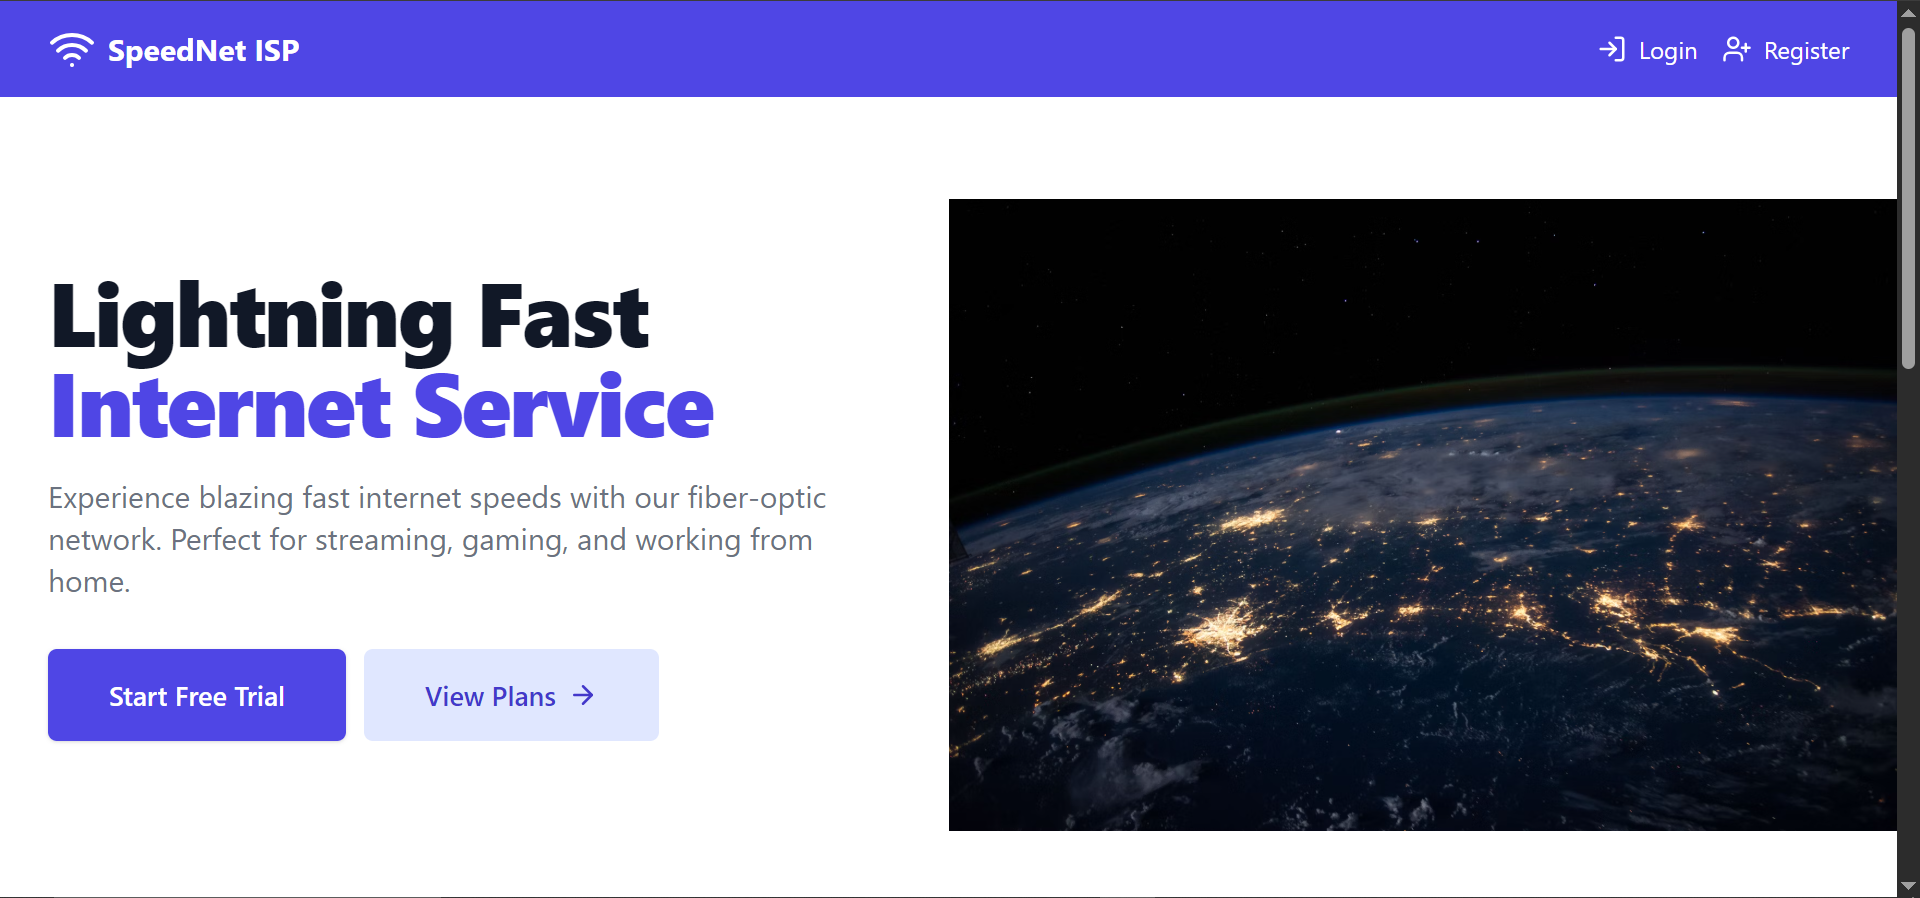 SpeedNet ISP
Login
Register
Lightning Fast
Internet Service
Experience blazing fast internet speeds with our fiber-optic
network. Perfect for streaming, gaming, and working from
home.
Start Free Trial
View Plans